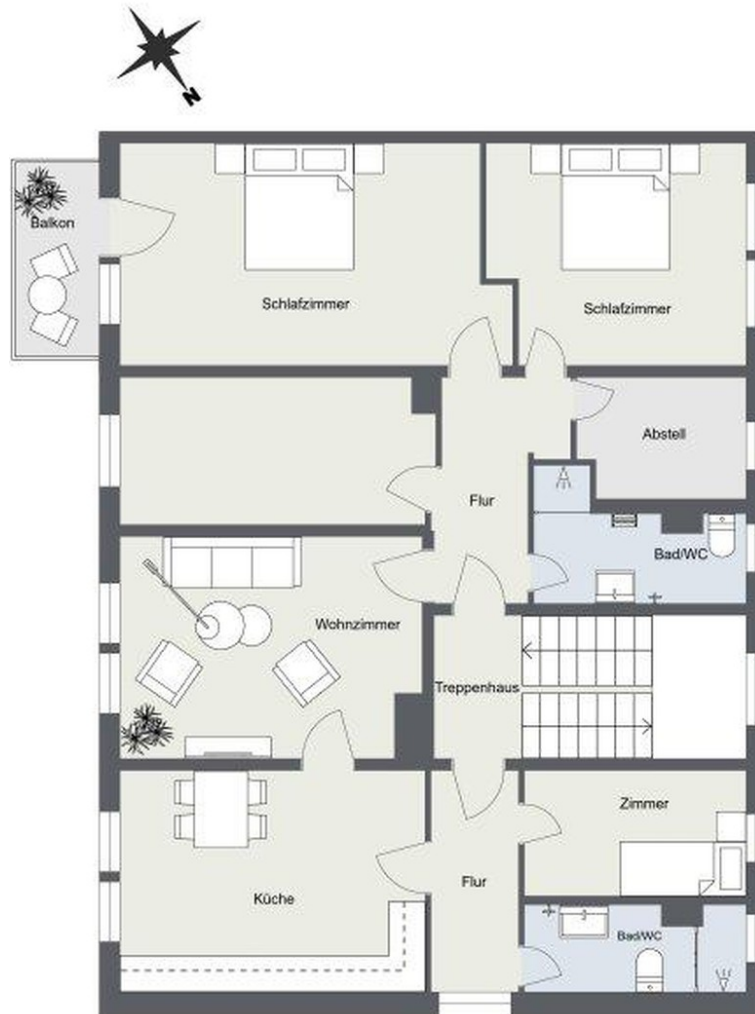 N
Balkon
Schlafzimmer
Schlafzimmer
Abstell
Flur
Bad/WC
Wohnzimmer
Treppenhaus
Zimmer
Küche
Flur
Bad/WC